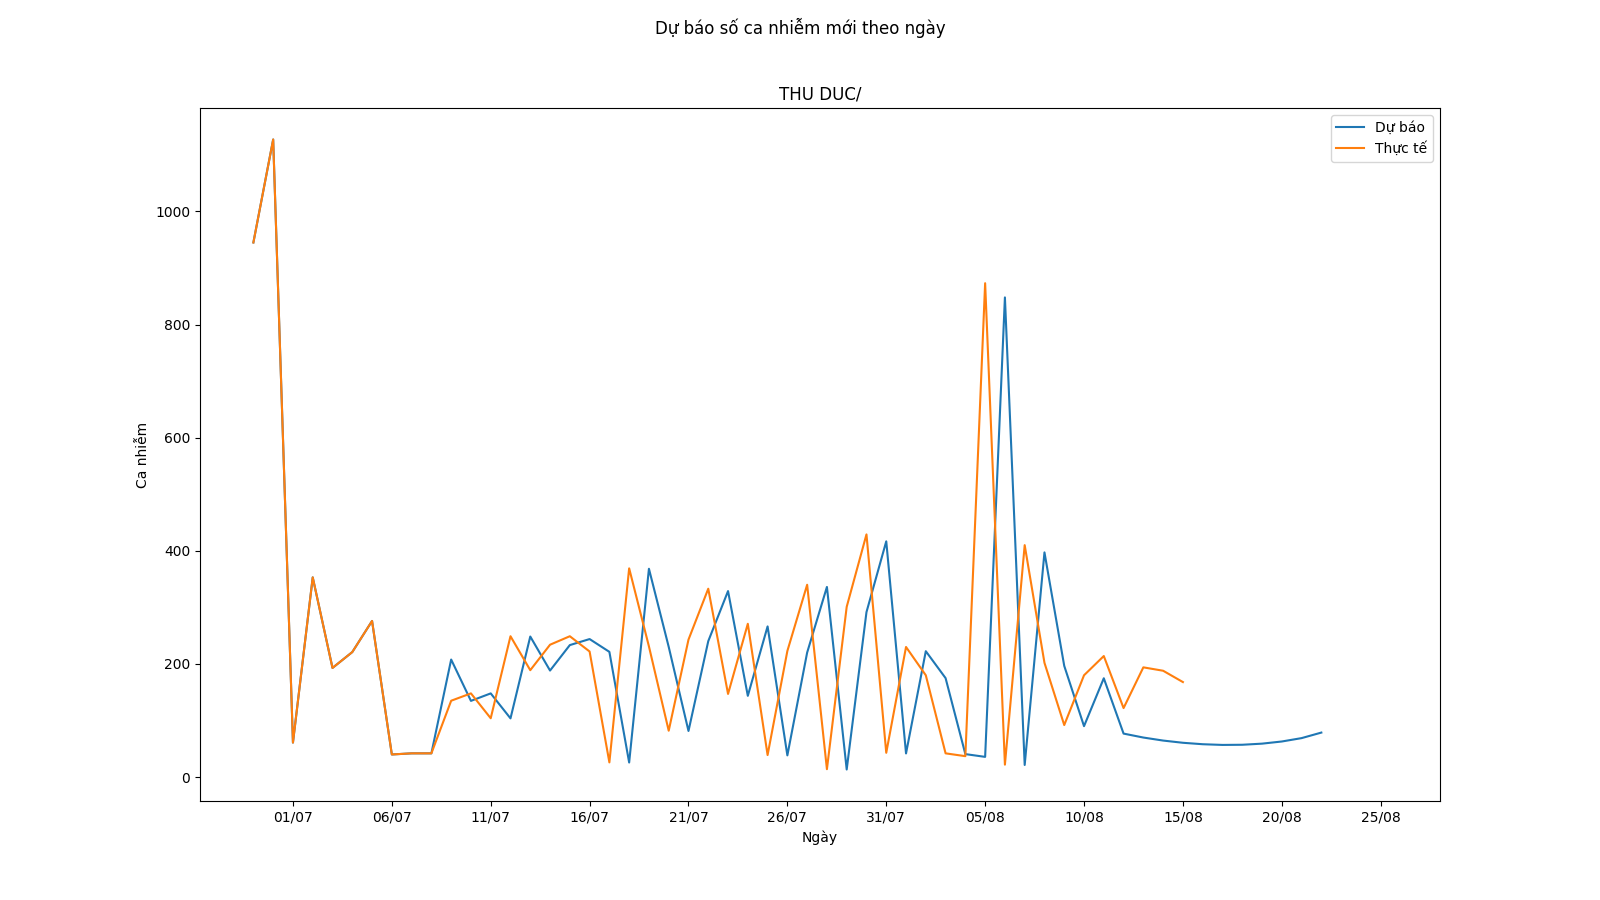 Dự báo số ca nhiễm mới theo ngày
THU DUC/
Dự báo
Thực tế
1000
800
600
400
200
0
Ca nhiễm
01/07 06/07 11/07 16/07 21/07 26/07 31/07 05/08 10/08 15/08 20/08 25/08
Ngày